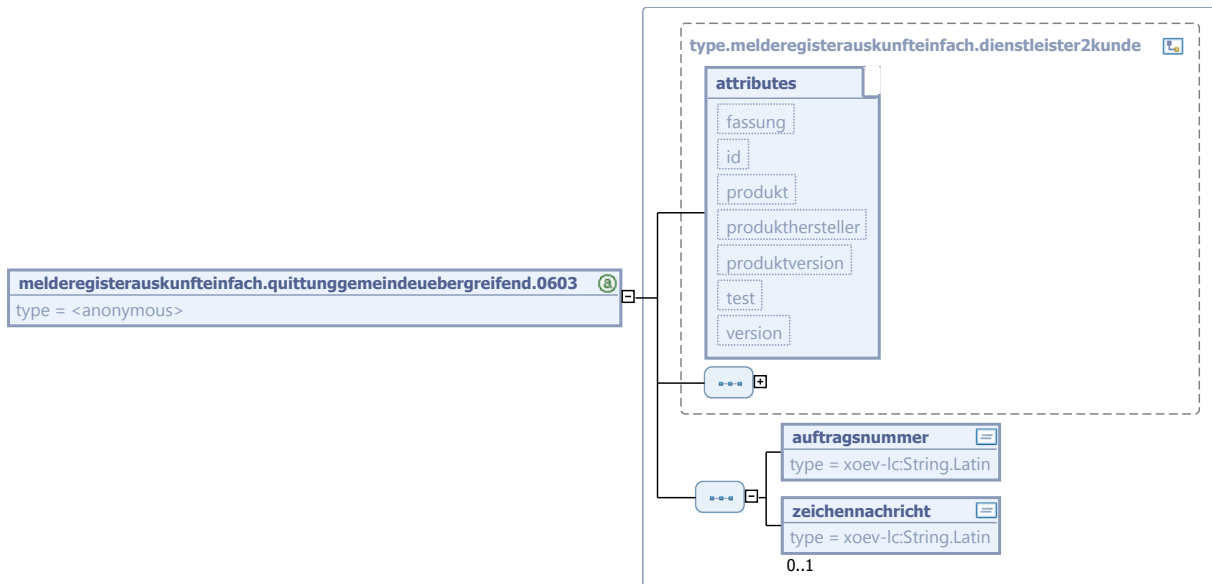 type.melderegisterauskunfteinfach.dienstleister2kunde
attributes
fassung
id
produkt
produkthersteller
produktversion
test
version
melderegisterauskunfteinfach.quittunggemeindeuebergreifend.0603
type = <anonymous>
auftragsnummer
type = xoev-lc:String.Latin
zeichennachricht
type = xoev-lc:String.Latin
0..1